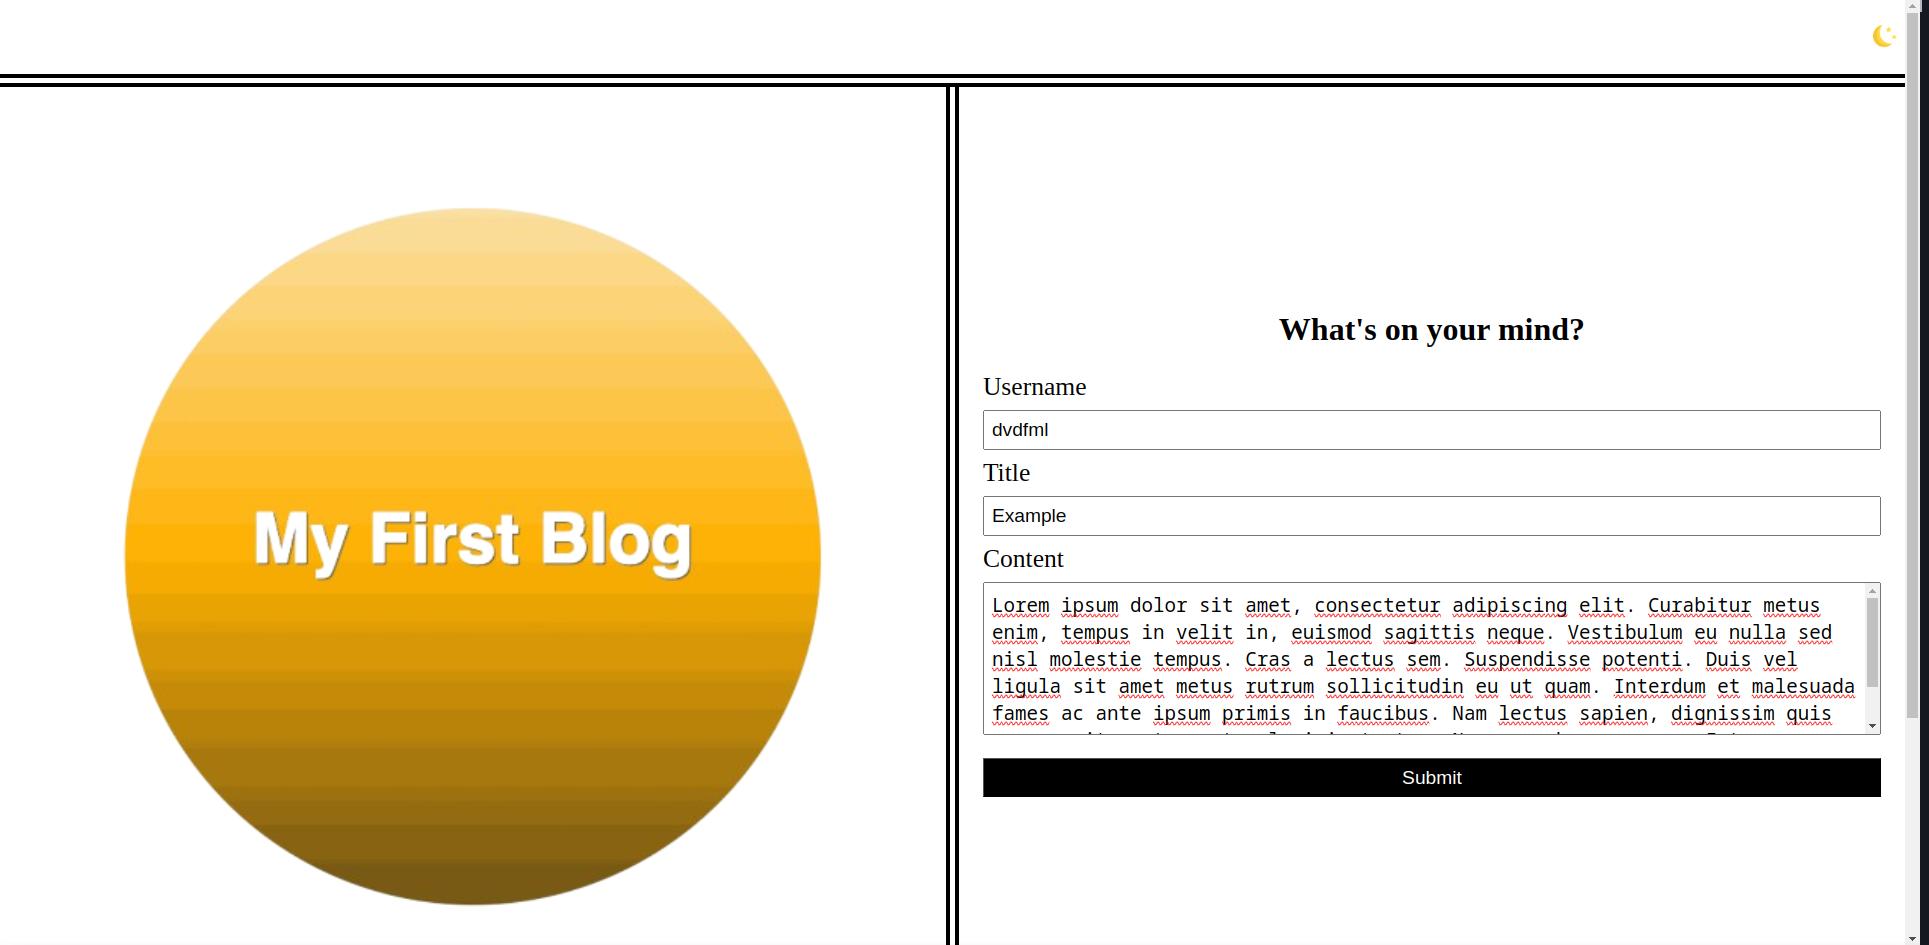 My First Blog
What's on your mind?
Username
dvdfml
Title
Example
Content
Lorem ipsum dolor sit amet, consectetur adipiscing elit. Curabitur metus
enim, tempus in velit in, euismod sagittis neque. Vestibulum eu nulla sed
nisl molestie tempus. Cras a lectus sem. Suspendisse potenti. Duis vel
ligula sit amet metus rutrum sollicitudin eu ut quam. Interdum et malesuada
fames ac ante ipsum primis in faucibus. Nam lectus sapien, dignissim quis
Submit